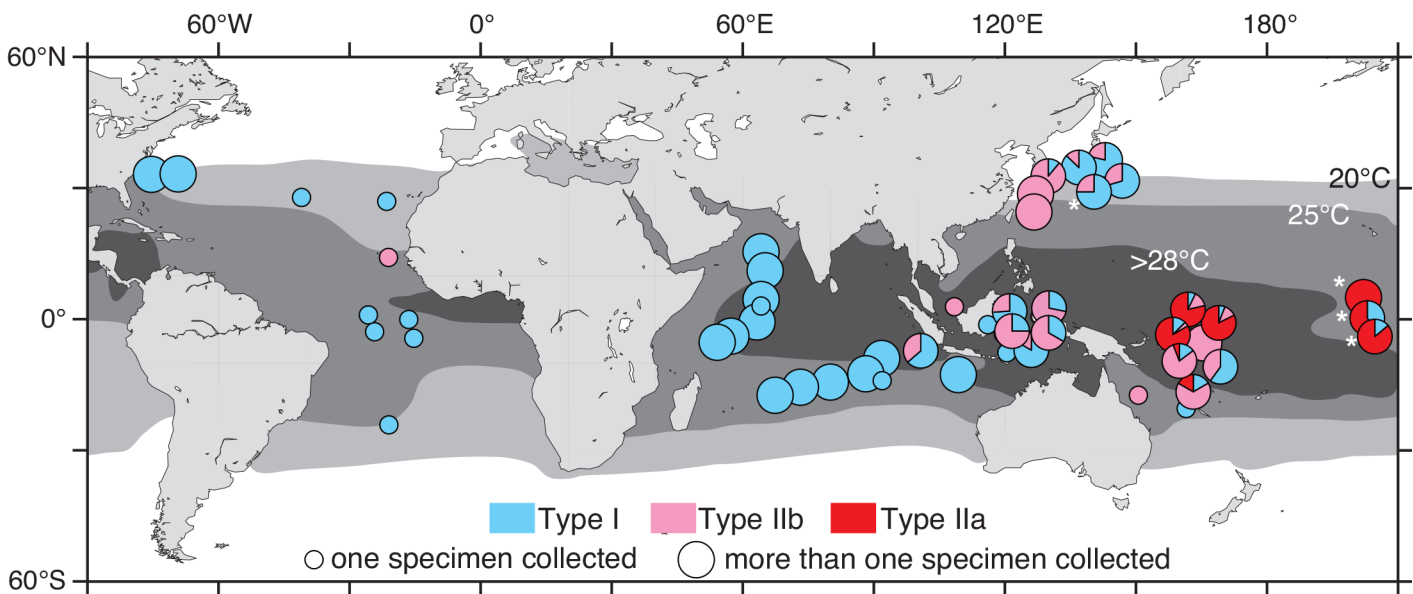 60°W 0° 60°E 120°E 180°
60°N
20°C
25°C
>28°C
*
*
0°
*
*
Type I Type IIb Type IIa
one specimen collected more than one specimen collected
60°S